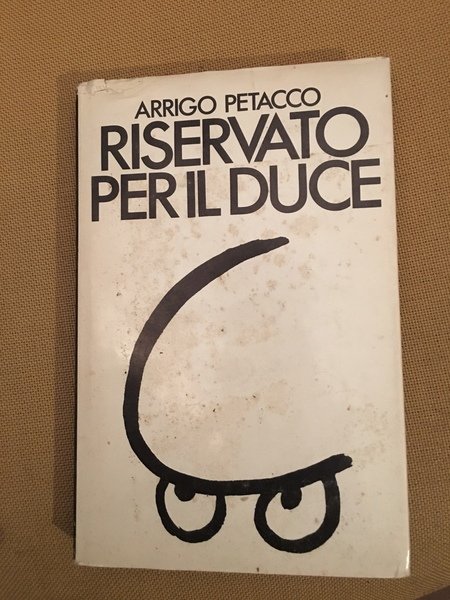 ARRIGO PETACCO
RISERVATO
PER IL DUCE